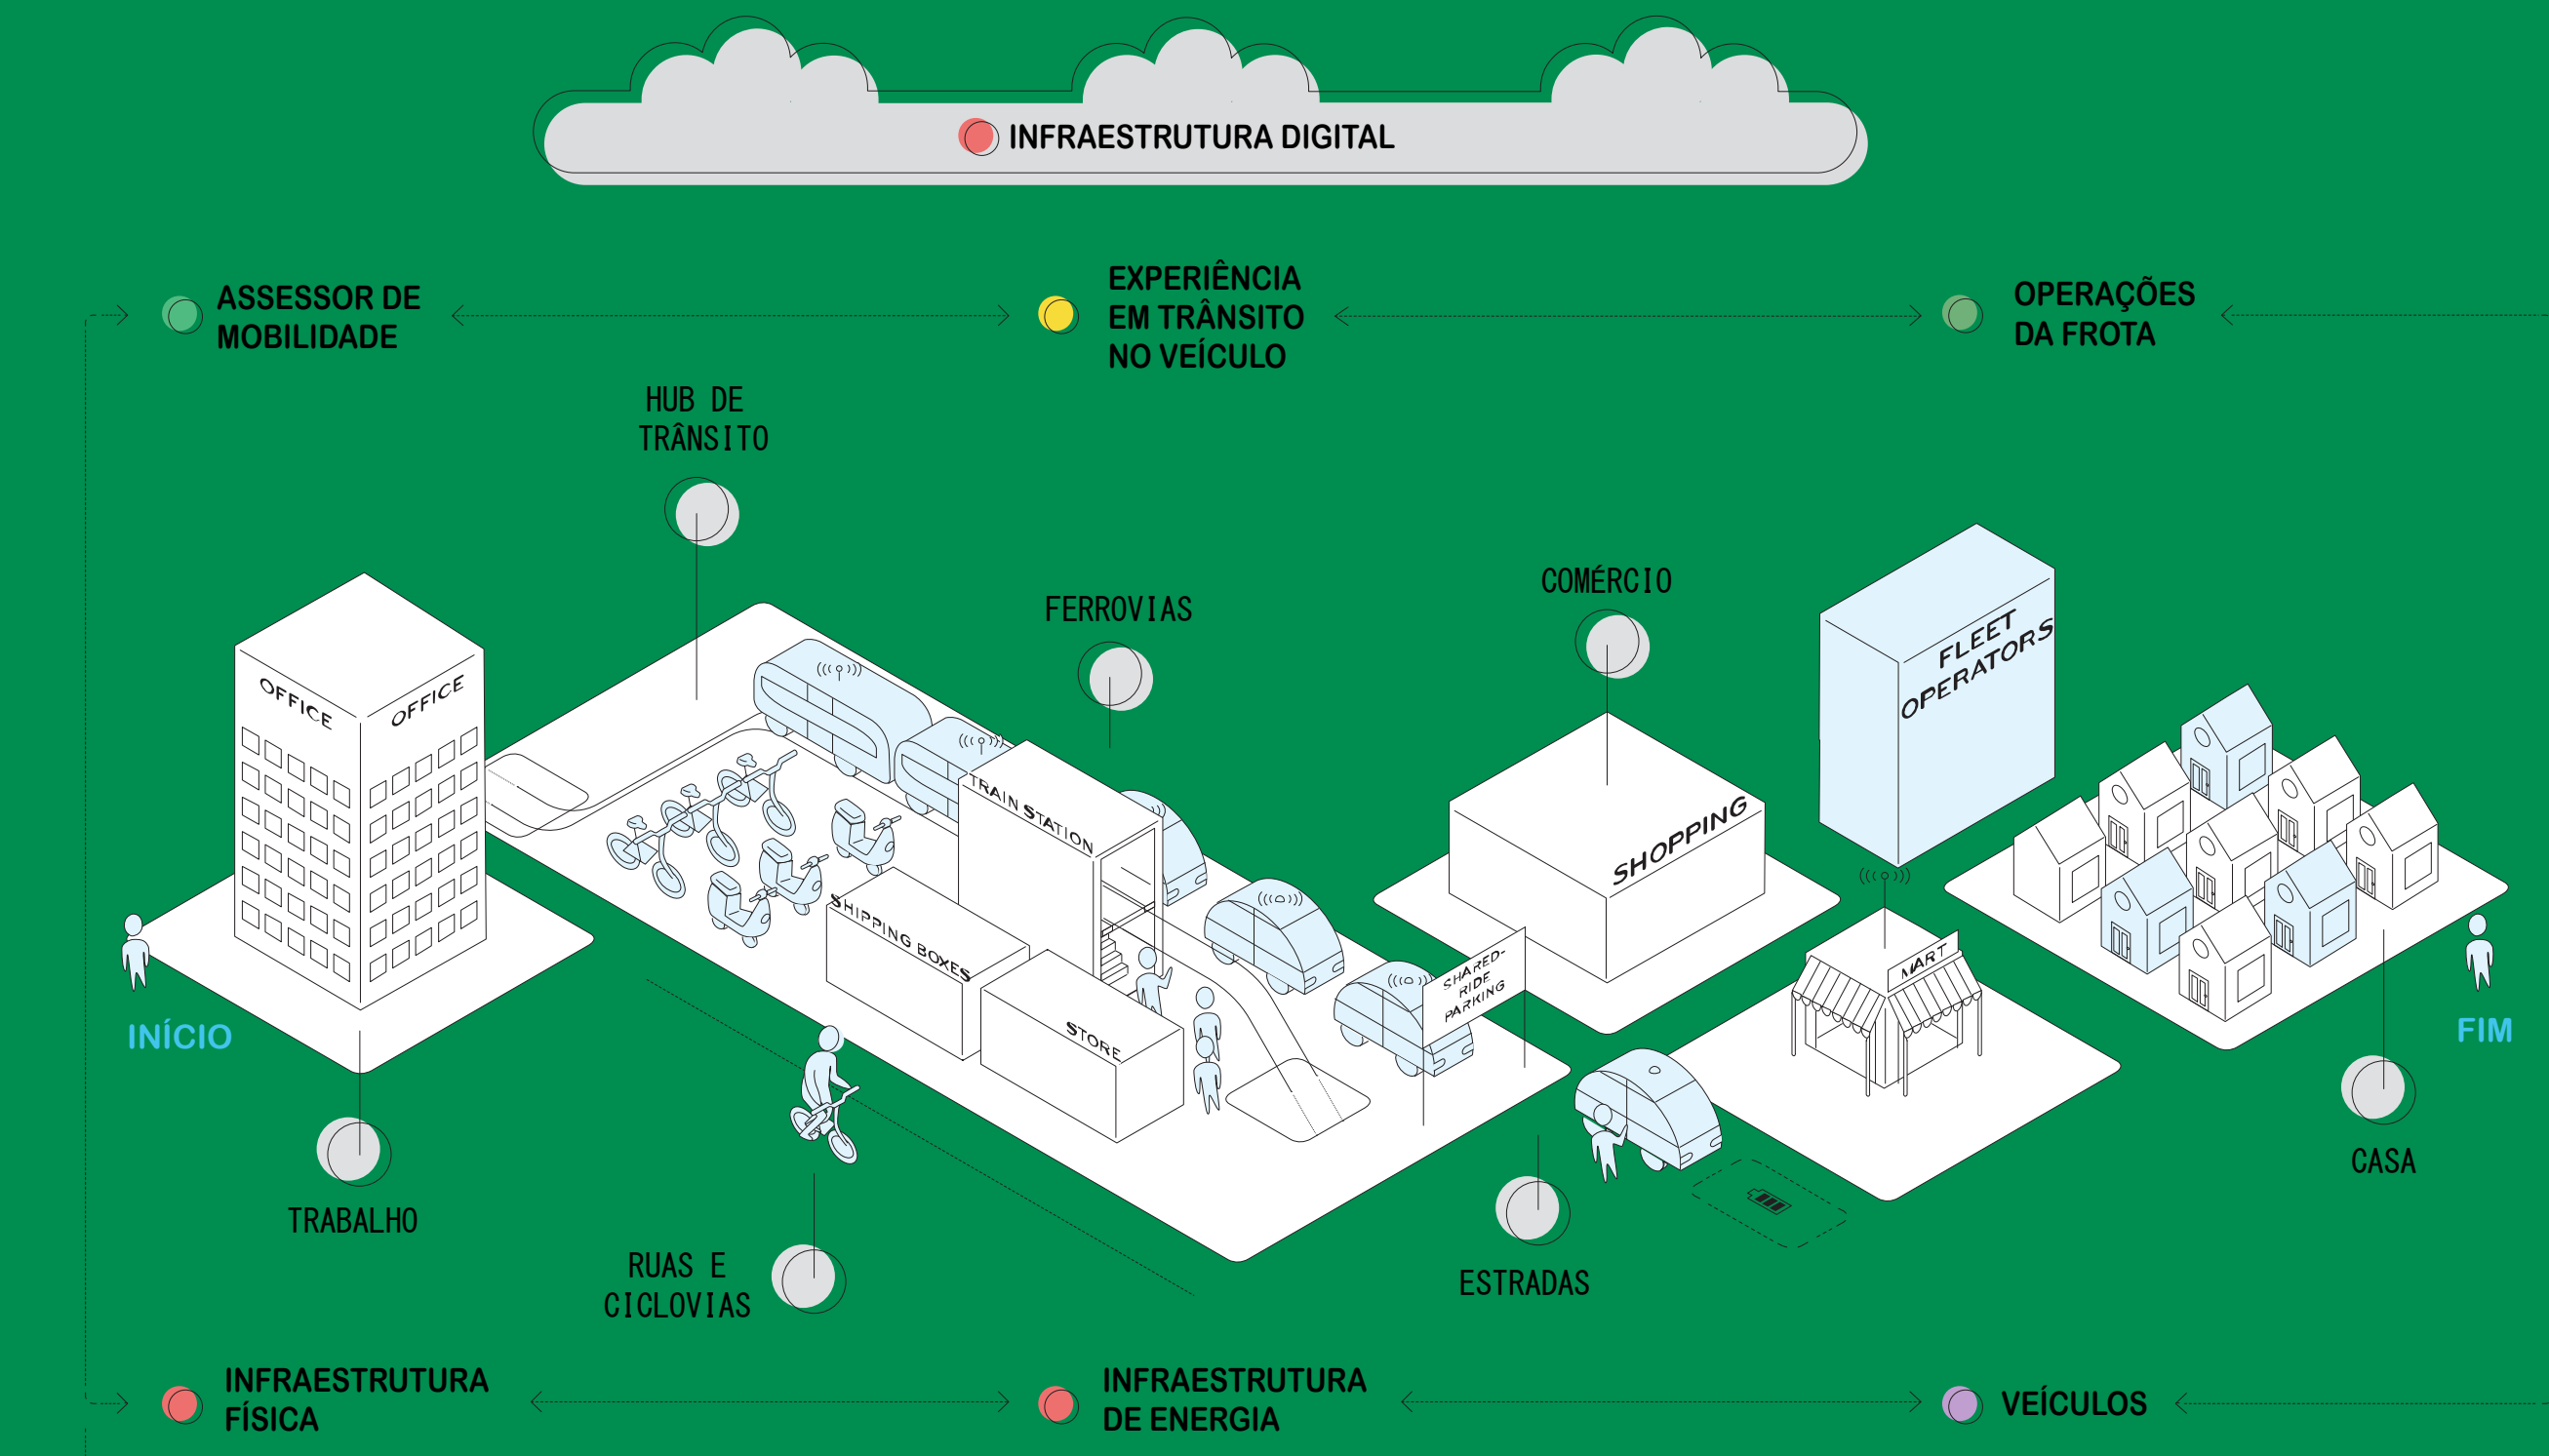 INFRAESTRUTURA DIGITAL
ASSESSOR DE
MOBILIDADE
EXPERIÊNCIA
EM TRÂNSITO
NO VEÍCULO
OPERAÇÕES
DA FROTA
HUB DE
TRÂNSITO
FERROVIAS
COMÉRCIO
FLEET
OPERATORS
OFFICE
OFFICE
TRAIN STATION
SHOPPING
SHIPPING BOXES
STORE
SHARED-
RIDE
PARKING
MART
INÍCIO
FIM
TRABALHO
RUAS E
CICLOVIAS
ESTRADAS
CASA
INFRAESTRUTURA
FÍSICA
INFRAESTRUTURA
DE ENERGIA
VEÍCULOS